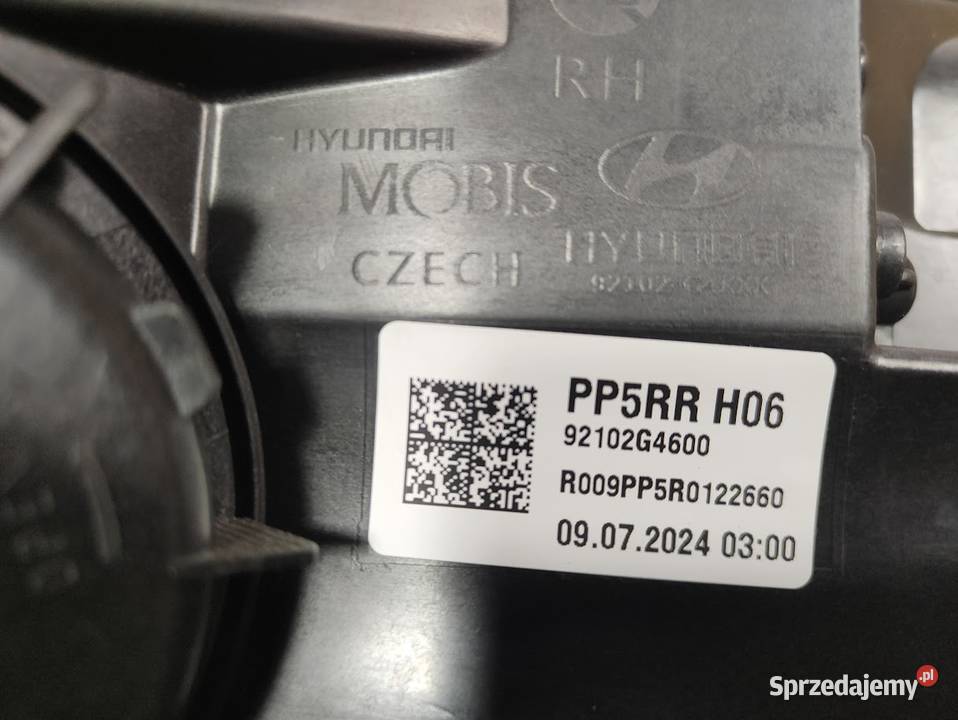 RH
HYUNDAI
MOBIS
CZECH
HYUNDAI
PP5RR H06
92102G4600
R009PP5R0122660
09.07.2024 03:00
Sprzedajemy.pl